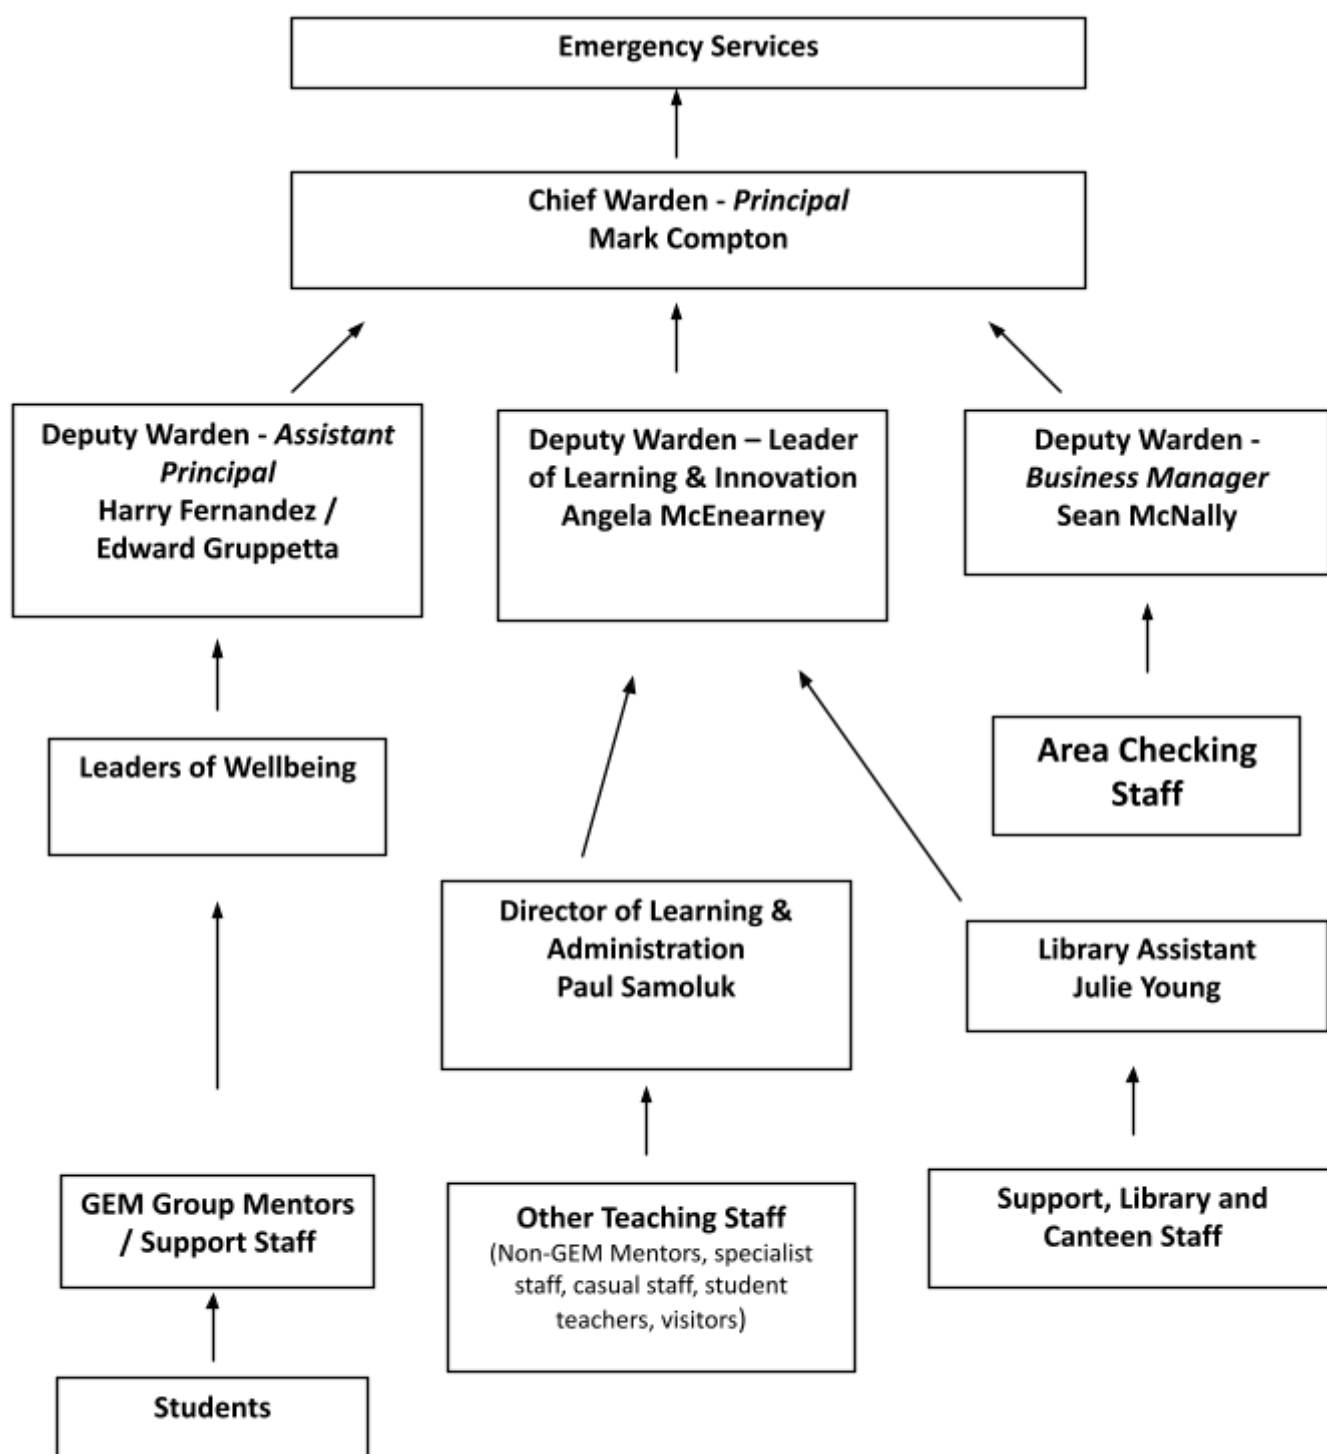 Emergency Services
Chief Warden - Principal
Mark Compton
Deputy Warden - Assistant
Principal
Harry Fernandez /
Edward Gruppetta
Deputy Warden – Leader
of Learning & Innovation
Angela McEnearney
Deputy Warden -
Business Manager
Sean McNally
Leaders of Wellbeing
Area Checking
Staff
Director of Learning &
Administration
Paul Samoluk
Library Assistant
Julie Young
GEM Group Mentors
/ Support Staff
Other Teaching Staff
(Non-GEM Mentors, specialist
staff, casual staff, student
teachers, visitors)
Support, Library and
Canteen Staff
Students